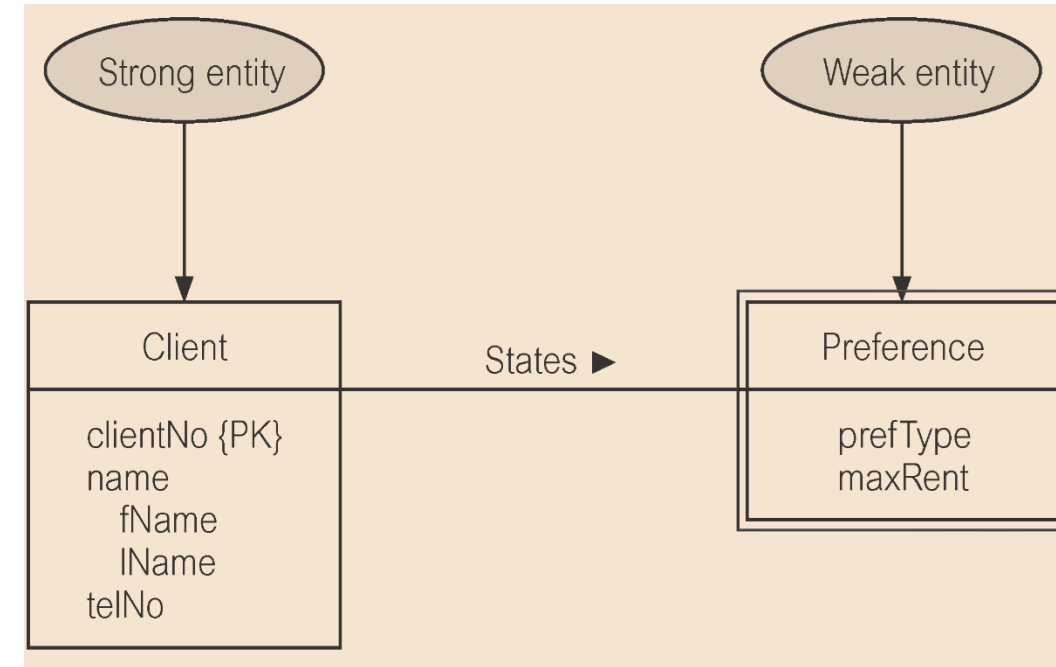 Strong entity
Weak entity
Client
States ►
Preference
clientNo {PK}
name
fName
lName
telNo
prefType
maxRent